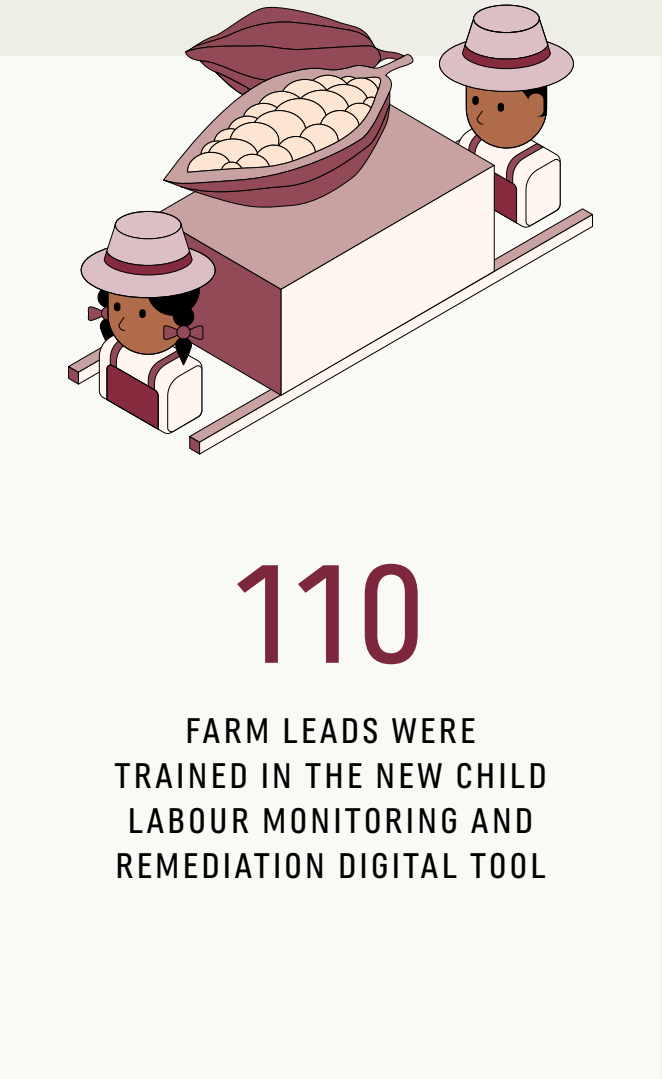 110
FARM LEADS WERE
TRAINED IN THE NEW CHILD
LABOUR MONITORING AND
REMEDIATION DIGITAL TOOL